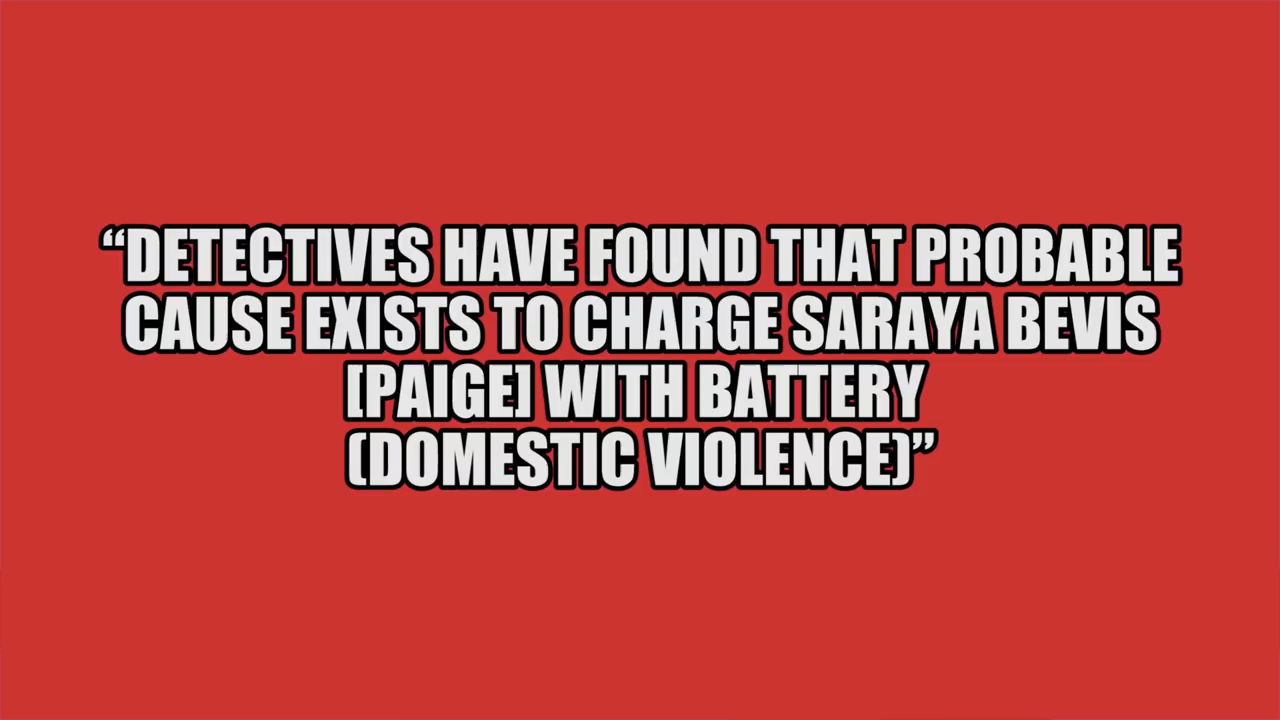 “DETECTIVES HAVE FOUND THAT PROBABLE
CAUSE EXISTS TO CHARGE SARAYA BEVIS
[PAIGE] WITH BATTERY
(DOMESTIC VIOLENCE)”